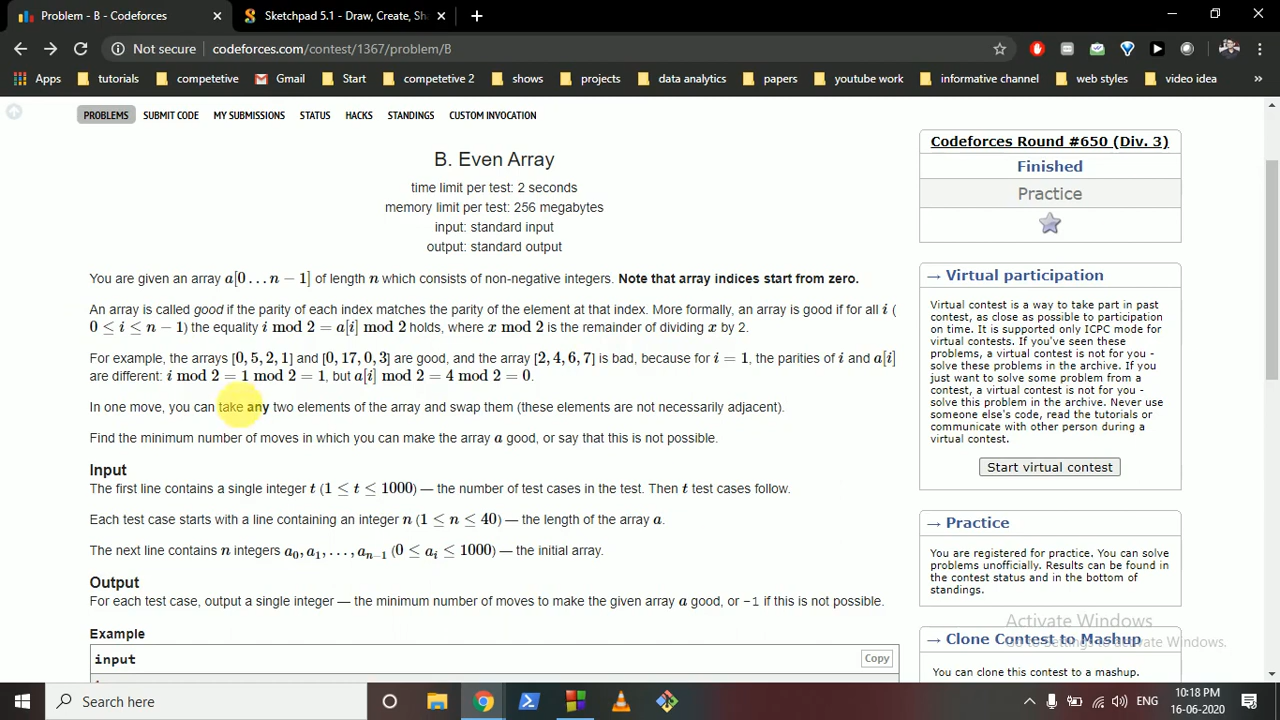 Problem - B - Codeforces
Sketchpad 5.1 - Draw, Create, Sh
Not secure
codeforces.com/contest/1367/problem/B
Apps
tutorials
competetive
Gmail
Start
competetive 2
shows
projects
data analytics
papers
youtube work
informative channel
web styles
video idea
»
PROBLEMS
SUBMIT CODE
MY SUBMISSIONS
STATUS
HACKS
STANDINGS
CUSTOM INVOCATION
B. Even Array
time limit per test: 2 seconds
memory limit per test: 256 megabytes
input: standard input
output: standard output
You are given an array a[0…n − 1] of length n which consists of non-negative integers. Note that array indices start from zero.
An array is called good if the parity of each index matches the parity of the element at that index. More formally, an array is good if for all i (
0 ≤ i ≤ n − 1) the equality i mod 2 = a[i] mod 2 holds, where x mod 2 is the remainder of dividing x by 2.
For example, the arrays [0, 5, 2, 1] and [0, 17, 0, 3] are good, and the array [2, 4, 6, 7] is bad, because for i = 1, the parities of i and a[i]
are different: i mod 2 = 1 mod 2 = 1, but a[i] mod 2 = 4 mod 2 = 0.
In one move, you can take any two elements of the array and swap them (these elements are not necessarily adjacent).
Find the minimum number of moves in which you can make the array a good, or say that this is not possible.
Input
The first line contains a single integer t (1 ≤ t ≤ 1000) — the number of test cases in the test. Then t test cases follow.
Each test case starts with a line containing an integer n (1 ≤ n ≤ 40) — the length of the array a.
The next line contains n integers a₀, a₁, …, aₙ₋₁ (0 ≤ aᵢ ≤ 1000) — the initial array.
Output
For each test case, output a single integer — the minimum number of moves to make the given array a good, or -1 if this is not possible.
Example
input
Copy
Codeforces Round #650 (Div. 3)
Finished
Practice
→ Virtual participation
Virtual contest is a way to take part in past
contest, as close as possible to participation
on time. It is supported only ICPC mode for
virtual contests. If you've seen these
problems, a virtual contest is not for you -
solve these problems in the archive. If you
just want to solve some problem from a
contest, a virtual contest is not for you -
solve this problem in the archive. Never use
someone else's code, read the tutorials or
communicate with other person during a
virtual contest.
Start virtual contest
→ Practice
You are registered for practice. You can solve
problems unofficially. Results can be found in
the contest status and in the bottom of
standings.
→ Clone Contest to Mashup
You can clone this contest to a mashup.
Activate Windows
Go to Settings to activate Windows.
Search here
ENG
10:18 PM
16-06-2020